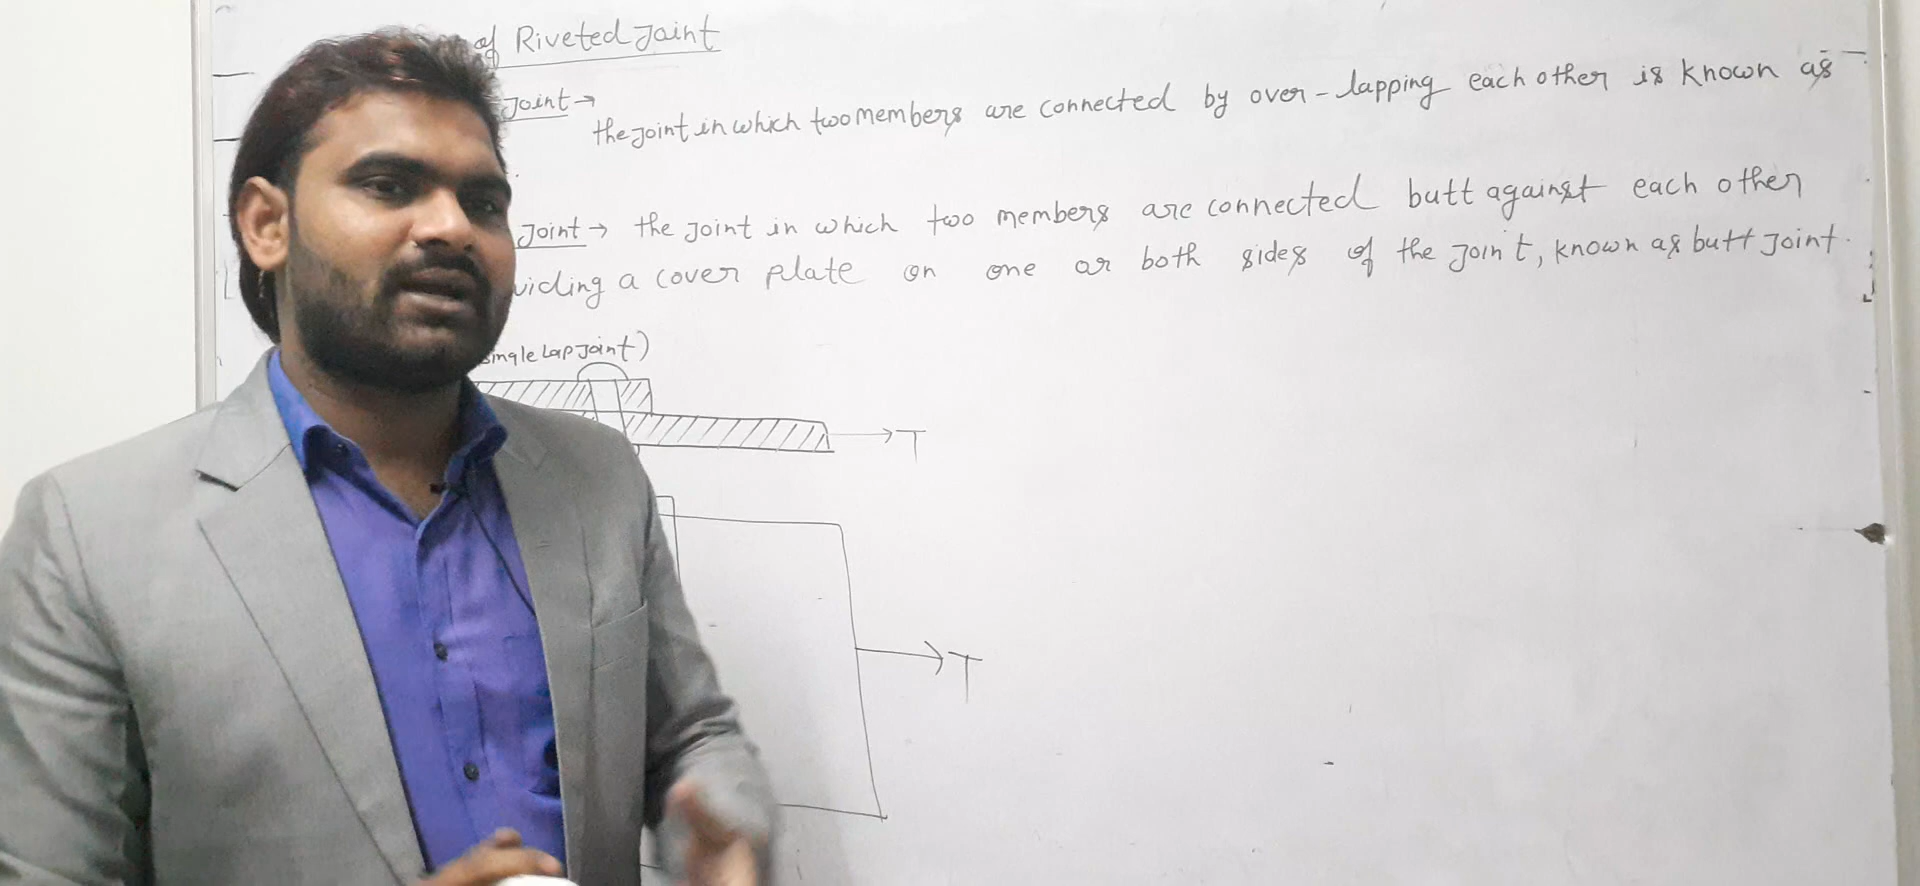 of Riveted Joint
Joint → the joint in which two members are connected by over-lapping each other is known as
Joint → the joint in which two members are connected butt against each other
viding a cover plate on one or both sides of the joint, known as butt joint.
single Lap Joint)
T
T